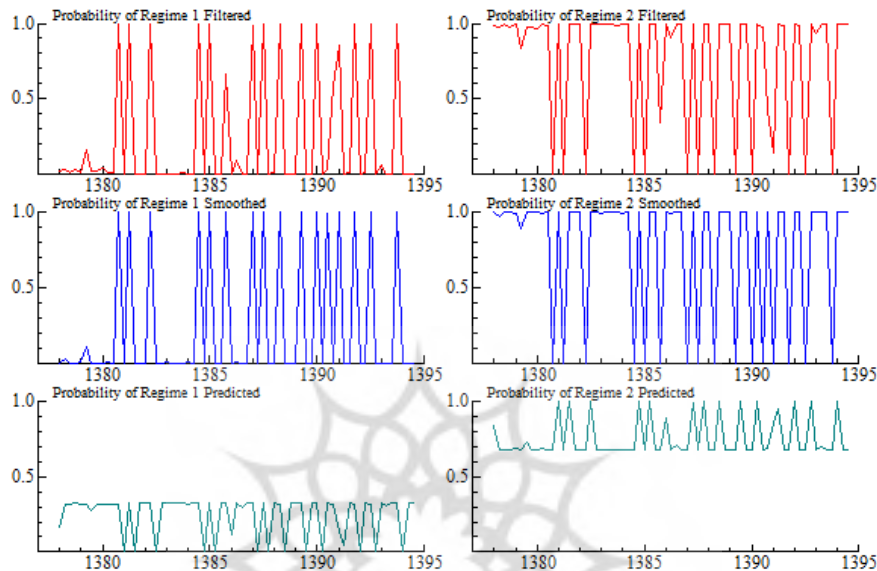 1.0 Probability of Regime 1 Filtered
0.5
1380 1385 1390 1395
1.0 Probability of Regime 2 Filtered
0.5
1380 1385 1390 1395
1.0 Probability of Regime 1 Smoothed
0.5
1380 1385 1390 1395
1.0 Probability of Regime 2 Smoothed
0.5
1380 1385 1390 1395
1.0 Probability of Regime 1 Predicted
0.5
1380 1385 1390 1395
1.0 Probability of Regime 2 Predicted
0.5
1380 1385 1390 1395